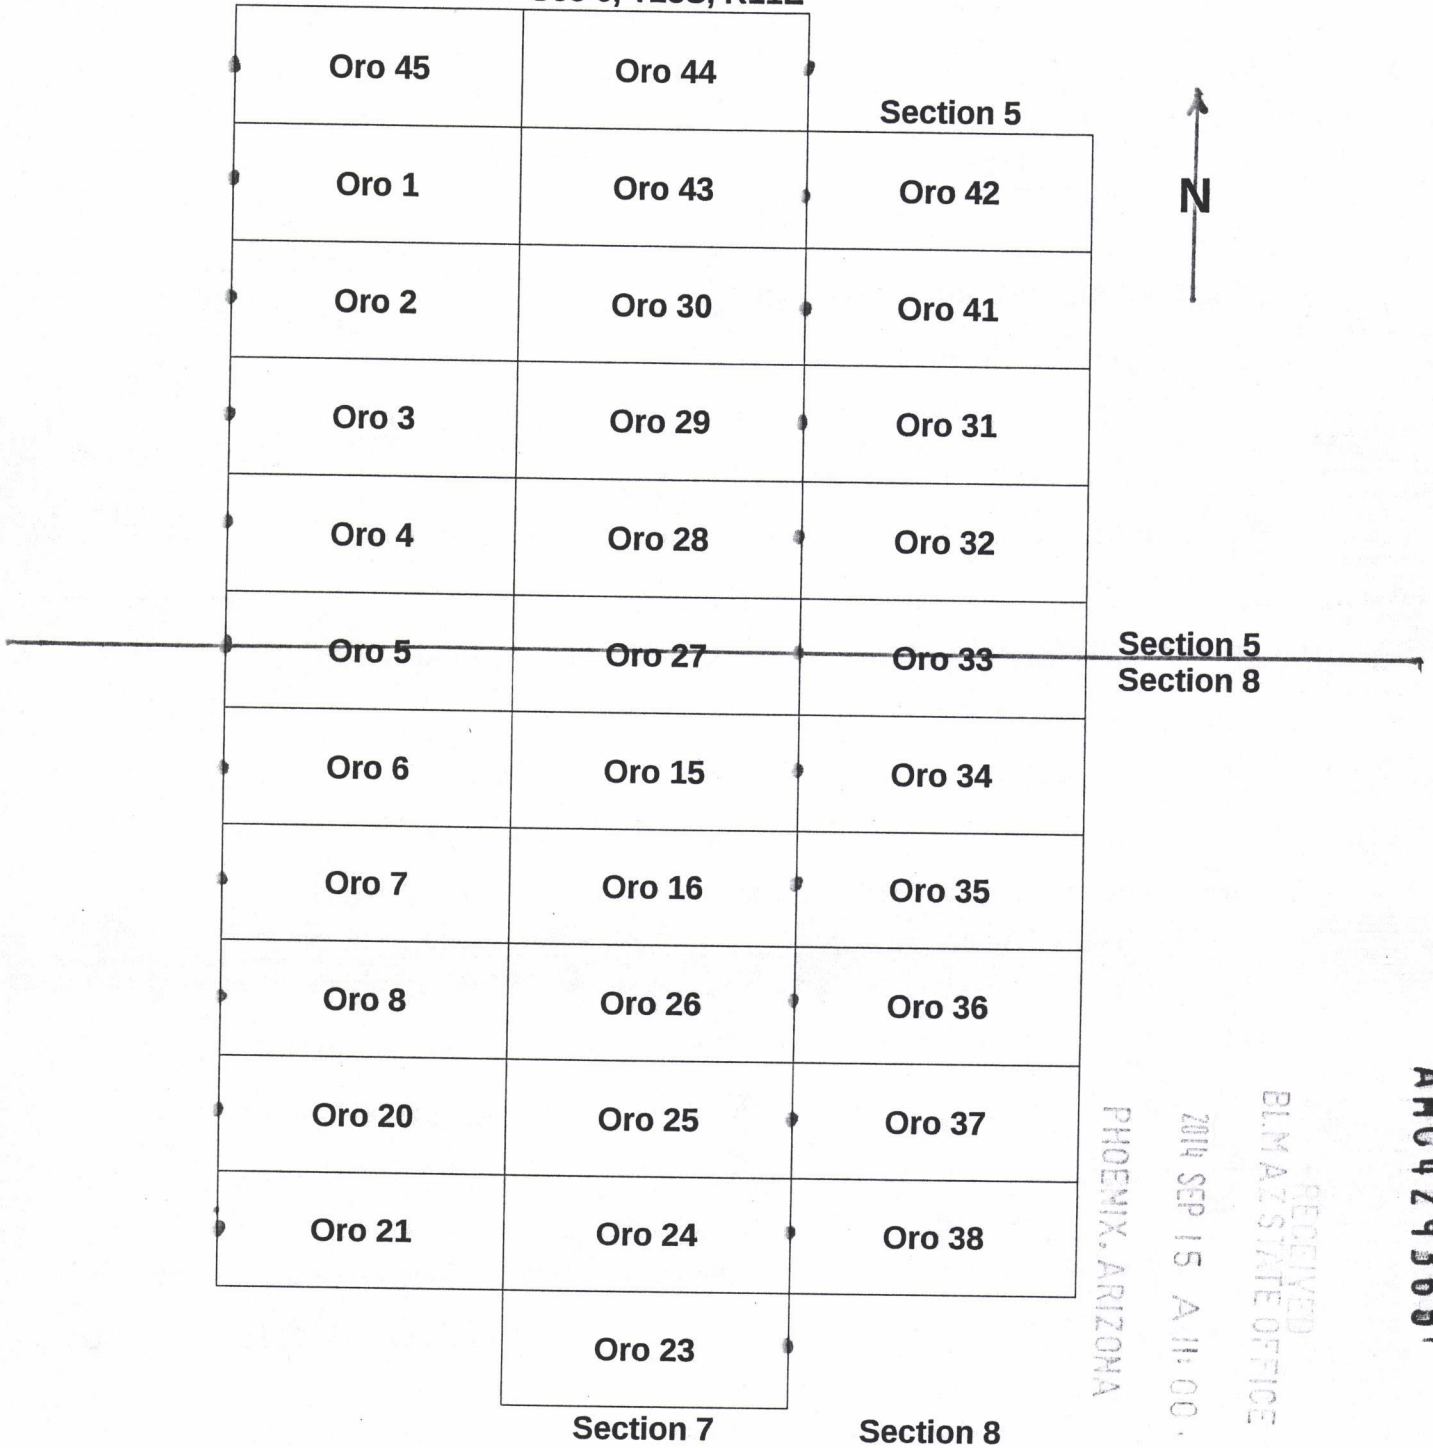 Oro 45 Oro 44
Section 5
Oro 1 Oro 43 Oro 42
N
Oro 2 Oro 30 Oro 41
Oro 3 Oro 29 Oro 31
Oro 4 Oro 28 Oro 32
Oro 5 Oro 27 Oro 33
Section 5
Section 8
Oro 6 Oro 15 Oro 34
Oro 7 Oro 16 Oro 35
Oro 8 Oro 26 Oro 36
Oro 20 Oro 25 Oro 37
Oro 21 Oro 24 Oro 38
Oro 23
Section 7 Section 8
RECEIVED
BLM AZ STATE OFFICE
2014 SEP 15 A 11:00
PHOENIX, ARIZONA